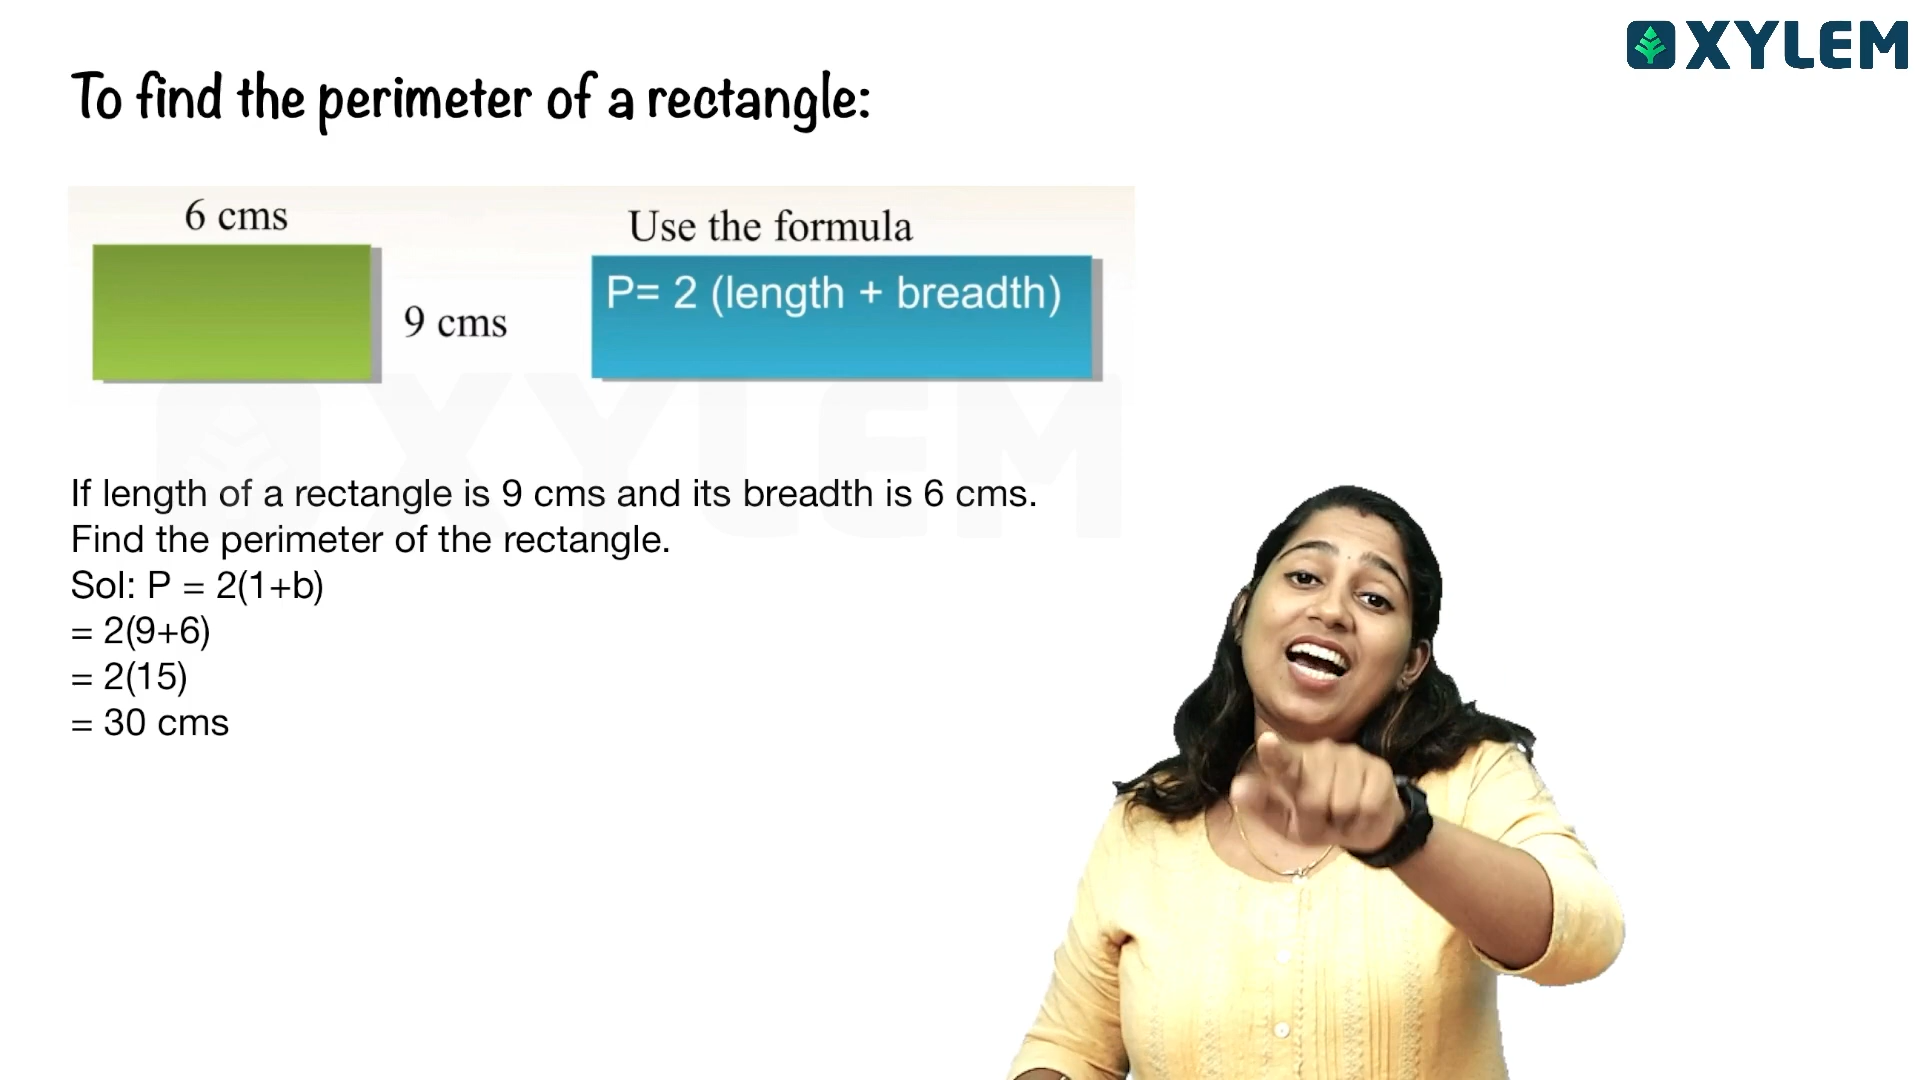 XYLEM
To find the perimeter of a rectangle:
6 cms
9 cms
Use the formula
P= 2 (length + breadth)
XYLEM
If length of a rectangle is 9 cms and its breadth is 6 cms.
Find the perimeter of the rectangle.
Sol: P = 2(1+b)
= 2(9+6)
= 2(15)
= 30 cms